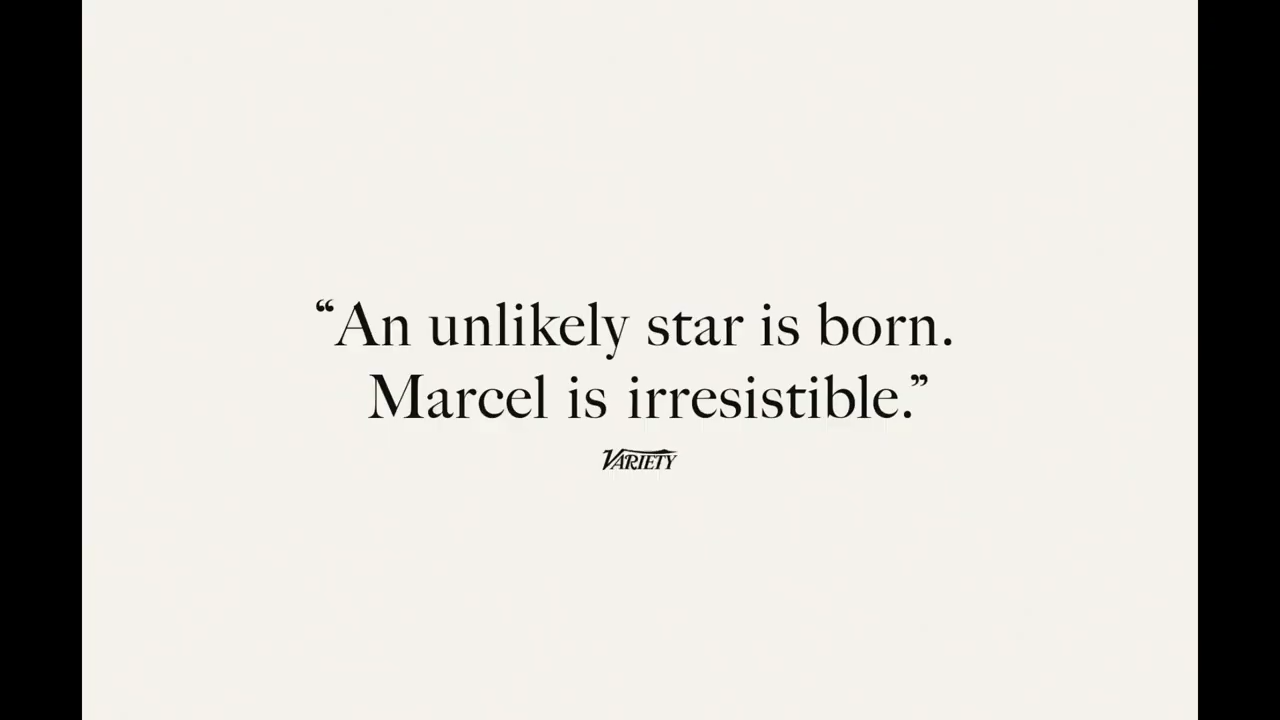 “An unlikely star is born.
Marcel is irresistible.”
VARIETY